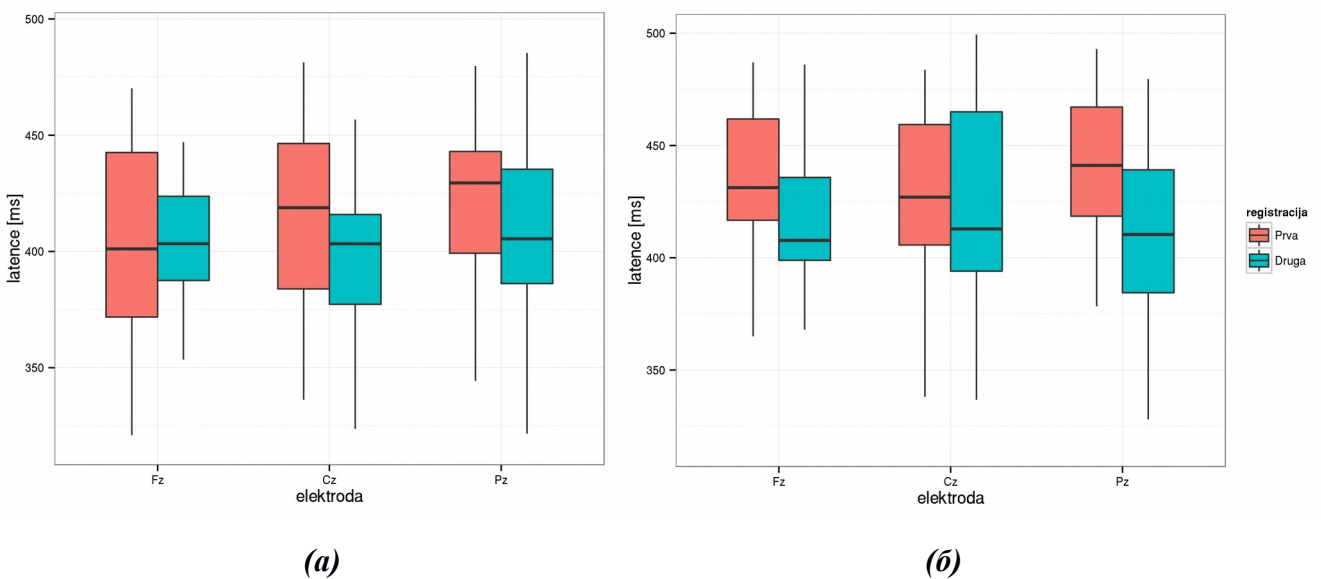 500
450
400
350
latence [ms]
Fz
Cz
Pz
elektroda
(а)
500
450
400
350
latence [ms]
Fz
Cz
Pz
elektroda
(б)
registracija
Prva
Druga